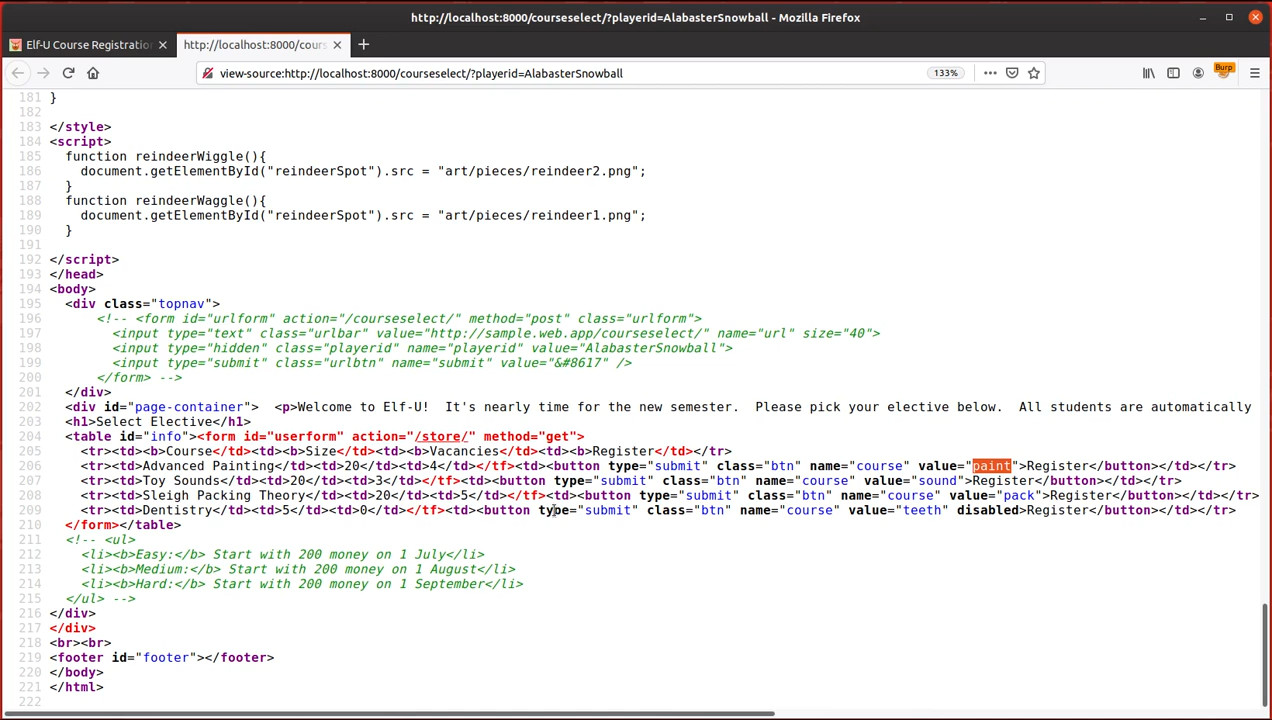 http://localhost:8000/courseselect/?playerid=AlabasterSnowball - Mozilla Firefox
Elf-U Course Registration
http://localhost:8000/cours
view-source:http://localhost:8000/courseselect/?playerid=AlabasterSnowball
133%
Burp
181 }
182
183 </style>
184 <script>
185   function reindeerWiggle(){
186     document.getElementById("reindeerSpot").src = "art/pieces/reindeer2.png";
187   }
188   function reindeerWaggle(){
189     document.getElementById("reindeerSpot").src = "art/pieces/reindeer1.png";
190   }
191
192 </script>
193 </head>
194 <body>
195   <div class="topnav">
196       <!-- <form id="urlform" action="/courseselect/" method="post" class="urlform">
197         <input type="text" class="urlbar" value="http://sample.web.app/courseselect/" name="url" size="40">
198         <input type="hidden" class="playerid" name="playerid" value="AlabasterSnowball">
199         <input type="submit" class="urlbtn" name="submit" value="&#8617" />
200       </form> -->
201   </div>
202   <div id="page-container">  <p>Welcome to Elf-U!  It's nearly time for the new semester.  Please pick your elective below.  All students are automatically
203   <h1>Select Elective</h1>
204   <table id="info"><form id="userform" action="/store/" method="get">
205     <tr><td><b>Course</td><td><b>Size</td><td><b>Vacancies</td><td><b>Register</td></tr>
206     <tr><td>Advanced Painting</td><td>20</td><td>4</td></tf><td><button type="submit" class="btn" name="course" value="paint">Register</button></td></tr>
207     <tr><td>Toy Sounds</td><td>20</td><td>3</td></tf><td><button type="submit" class="btn" name="course" value="sound">Register</button></td></tr>
208     <tr><td>Sleigh Packing Theory</td><td>20</td><td>5</td></tf><td><button type="submit" class="btn" name="course" value="pack">Register</button></td></tr>
209     <tr><td>Dentistry</td><td>5</td><td>0</td></tf><td><button type="submit" class="btn" name="course" value="teeth" disabled>Register</button></td></tr>
210   </form></table>
211   <!-- <ul>
212     <li><b>Easy:</b> Start with 200 money on 1 July</li>
213     <li><b>Medium:</b> Start with 200 money on 1 August</li>
214     <li><b>Hard:</b> Start with 200 money on 1 September</li>
215   </ul> -->
216 </div>
217 </div>
218 <br><br>
219 <footer id="footer"></footer>
220 </body>
221 </html>
222